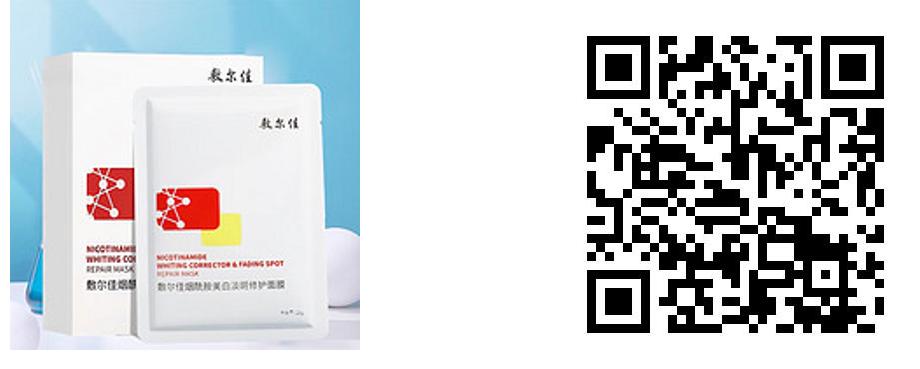 敷尔佳
敷尔佳
NICOTINAMIDE
WHITING CO
REPAIR MASK
敷尔佳烟酰
NICOTINAMIDE
WHITING CORRECTOR & FADING SPOT
REPAIR MASK
敷尔佳烟酰胺美白淡斑修护面膜